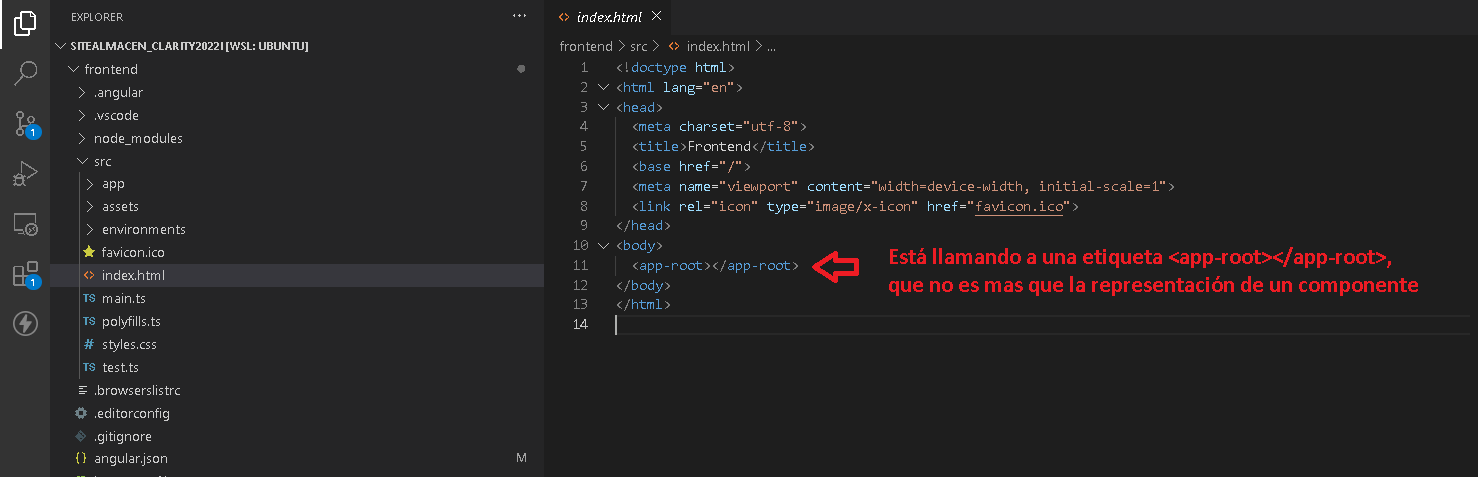 EXPLORER
SITEALMACEN_CLARITY2022I [WSL: UBUNTU]
frontend
.angular
.vscode
node_modules
src
app
assets
environments
favicon.ico
index.html
TS main.ts
TS polyfills.ts
# styles.css
TS test.ts
.browserslistrc
.editorconfig
.gitignore
{} angular.json M
1
1
<> index.html ×
frontend > src > <> index.html > ...
1 <!doctype html>
2 <html lang="en">
3 <head>
4 <meta charset="utf-8">
5 <title>Frontend</title>
6 <base href="/">
7 <meta name="viewport" content="width=device-width, initial-scale=1">
8 <link rel="icon" type="image/x-icon" href="favicon.ico">
9 </head>
10 <body>
11 <app-root></app-root>
12 </body>
13 </html>
14
Está llamando a una etiqueta <app-root></app-root>,
que no es mas que la representación de un componente